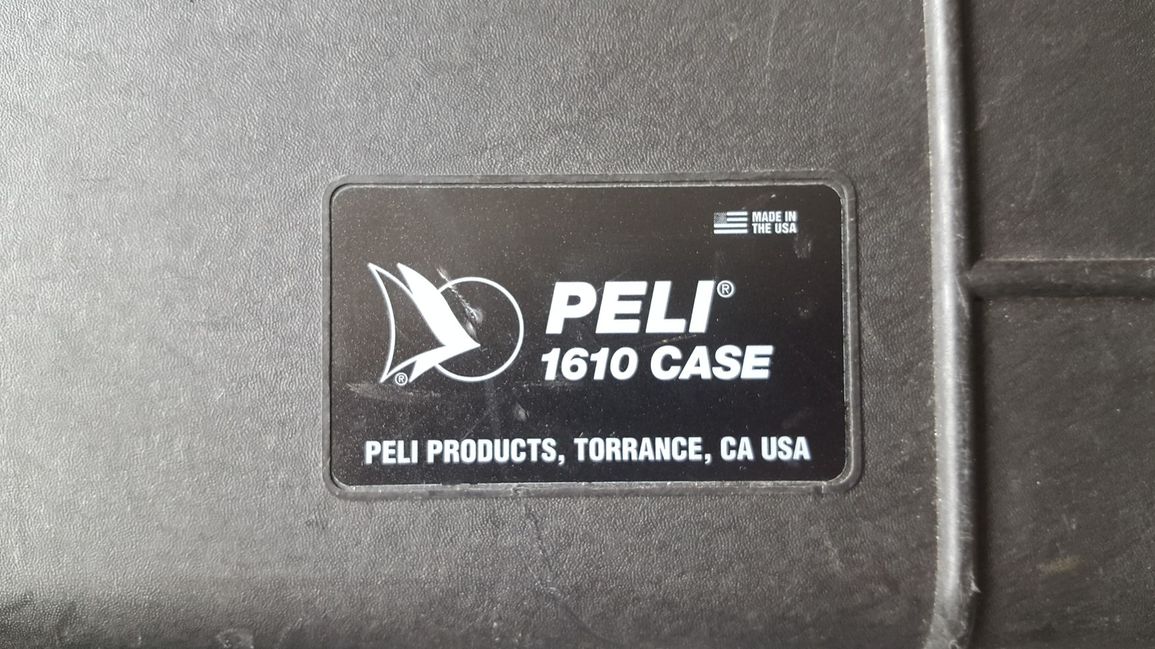 MADE IN
THE USA
PELI®
1610 CASE
®
PELI PRODUCTS, TORRANCE, CA USA